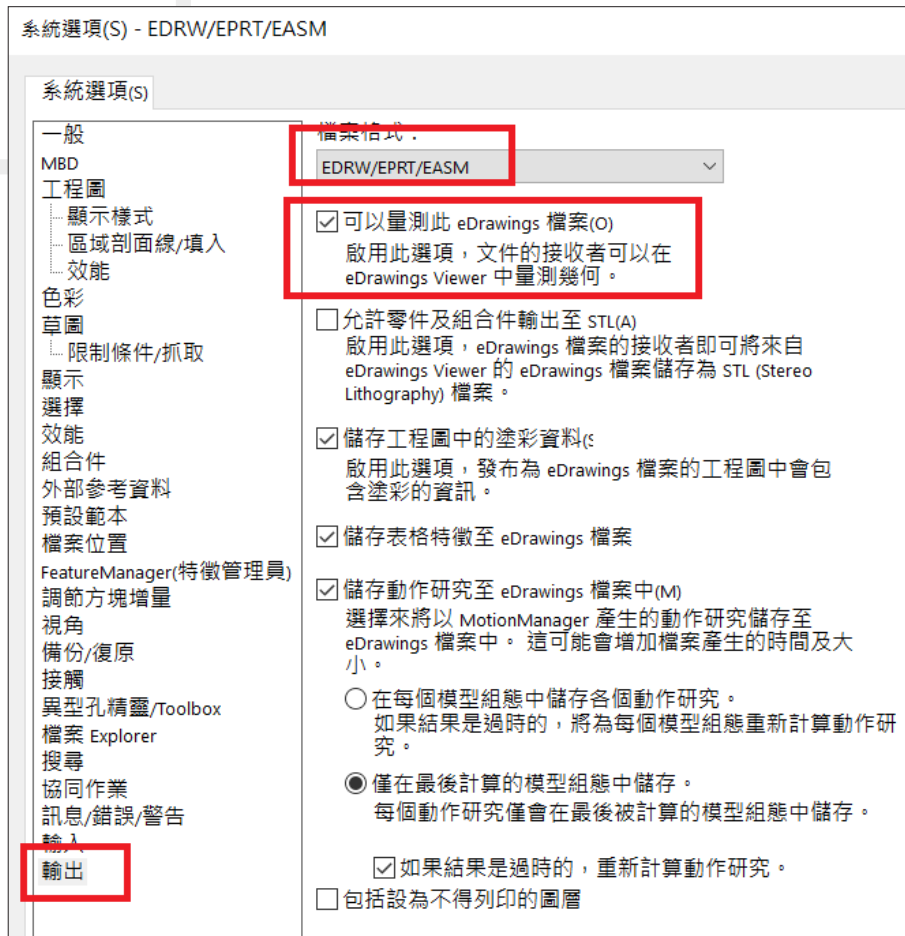 系統選項(S) - EDRW/EPRT/EASM
系統選項(S)
一般
MBD
工程圖
顯示樣式
區域剖面線/填入
效能
色彩
草圖
限制條件/抓取
顯示
選擇
效能
組合件
外部參考資料
預設範本
檔案位置
FeatureManager(特徵管理員)
調節方塊增量
視角
備份/復原
接觸
異型孔精靈/Toolbox
檔案 Explorer
搜尋
協同作業
訊息/錯誤/警告
輸入
輸出
檔案格式：
EDRW/EPRT/EASM
可以量測此 eDrawings 檔案(O)
啟用此選項，文件的接收者可以在
eDrawings Viewer 中量測幾何。
允許零件及組合件輸出至 STL(A)
啟用此選項，eDrawings 檔案的接收者即可將來自
eDrawings Viewer 的 eDrawings 檔案儲存為 STL (Stereo
Lithography) 檔案。
儲存工程圖中的塗彩資料(S
啟用此選項，發布為 eDrawings 檔案的工程圖中會包
含塗彩的資訊。
儲存表格特徵至 eDrawings 檔案
儲存動作研究至 eDrawings 檔案中(M)
選擇來將以 MotionManager 產生的動作研究儲存至
eDrawings 檔案中。 這可能會增加檔案產生的時間及大
小。
在每個模型組態中儲存各個動作研究。
如果結果是過時的，將為每個模型組態重新計算動作研
究。
僅在最後計算的模型組態中儲存。
每個動作研究僅會在最後被計算的模型組態中儲存。
如果結果是過時的，重新計算動作研究。
包括設為不得列印的圖層